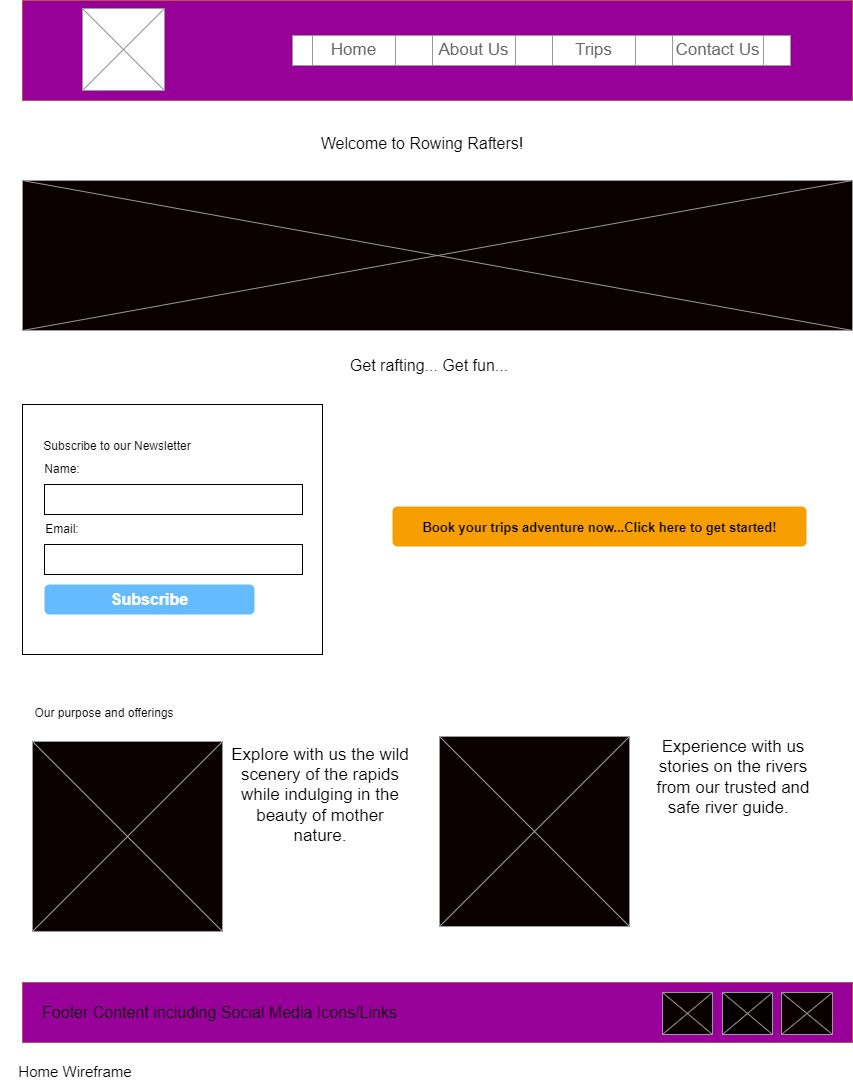 Home About Us Trips Contact Us
Welcome to Rowing Rafters!
Get rafting... Get fun...
Subscribe to our Newsletter
Name:
Email:
Subscribe
Book your trips adventure now...Click here to get started!
Our purpose and offerings
Explore with us the wild
scenery of the rapids
while indulging in the
beauty of mother
nature.
Experience with us
stories on the rivers
from our trusted and
safe river guide.
Footer Content including Social Media Icons/Links
Home Wireframe